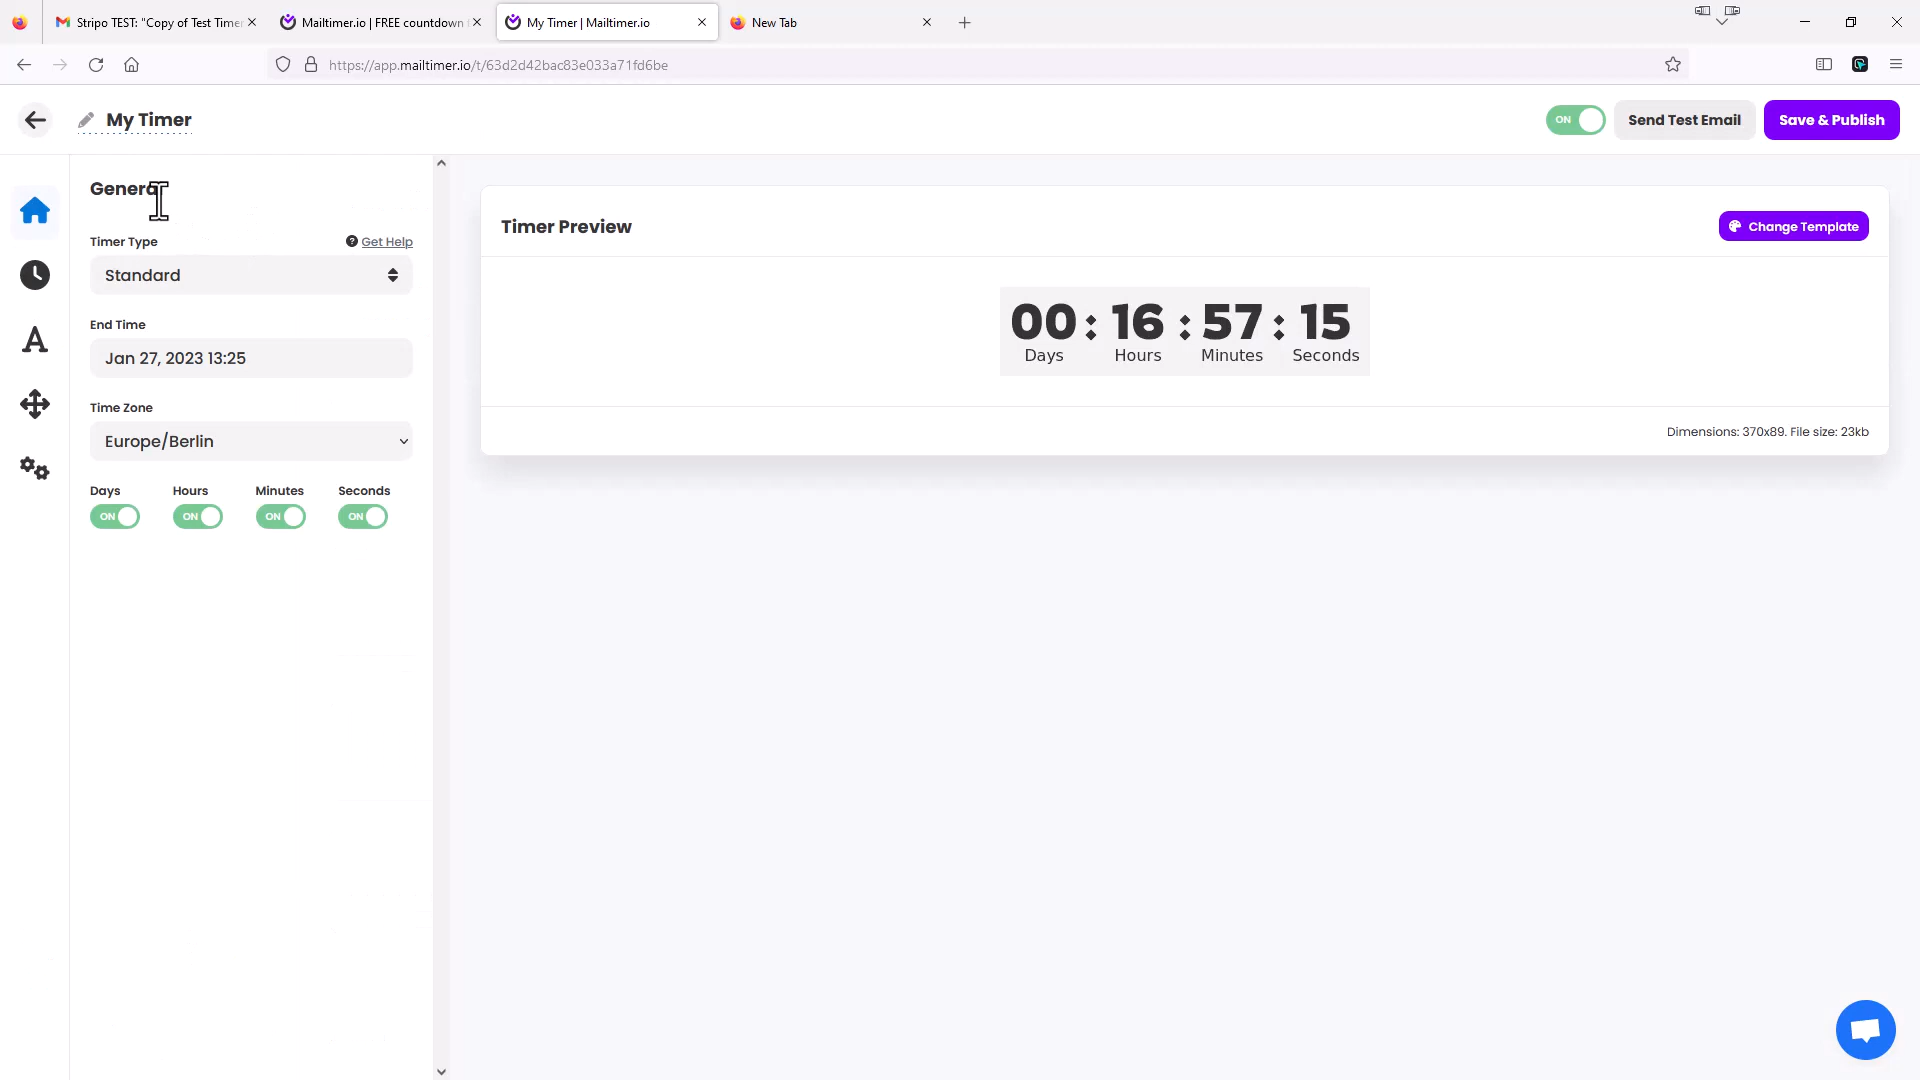 Stripo TEST: "Copy of Test Time
Mailtimer.io | FREE countdown
My Timer | Mailtimer.io
New Tab
https://app.mailtimer.io/t/63d2d42bac83e033a71fd6be
My Timer
ON
Send Test Email
Save & Publish
General
Timer Type
Get Help
Standard
End Time
Jan 27, 2023 13:25
Time Zone
Europe/Berlin
Days Hours Minutes Seconds
ON ON ON ON
Timer Preview
Change Template
00 : 16 : 57 : 15
Days Hours Minutes Seconds
Dimensions: 370x89. File size: 23kb